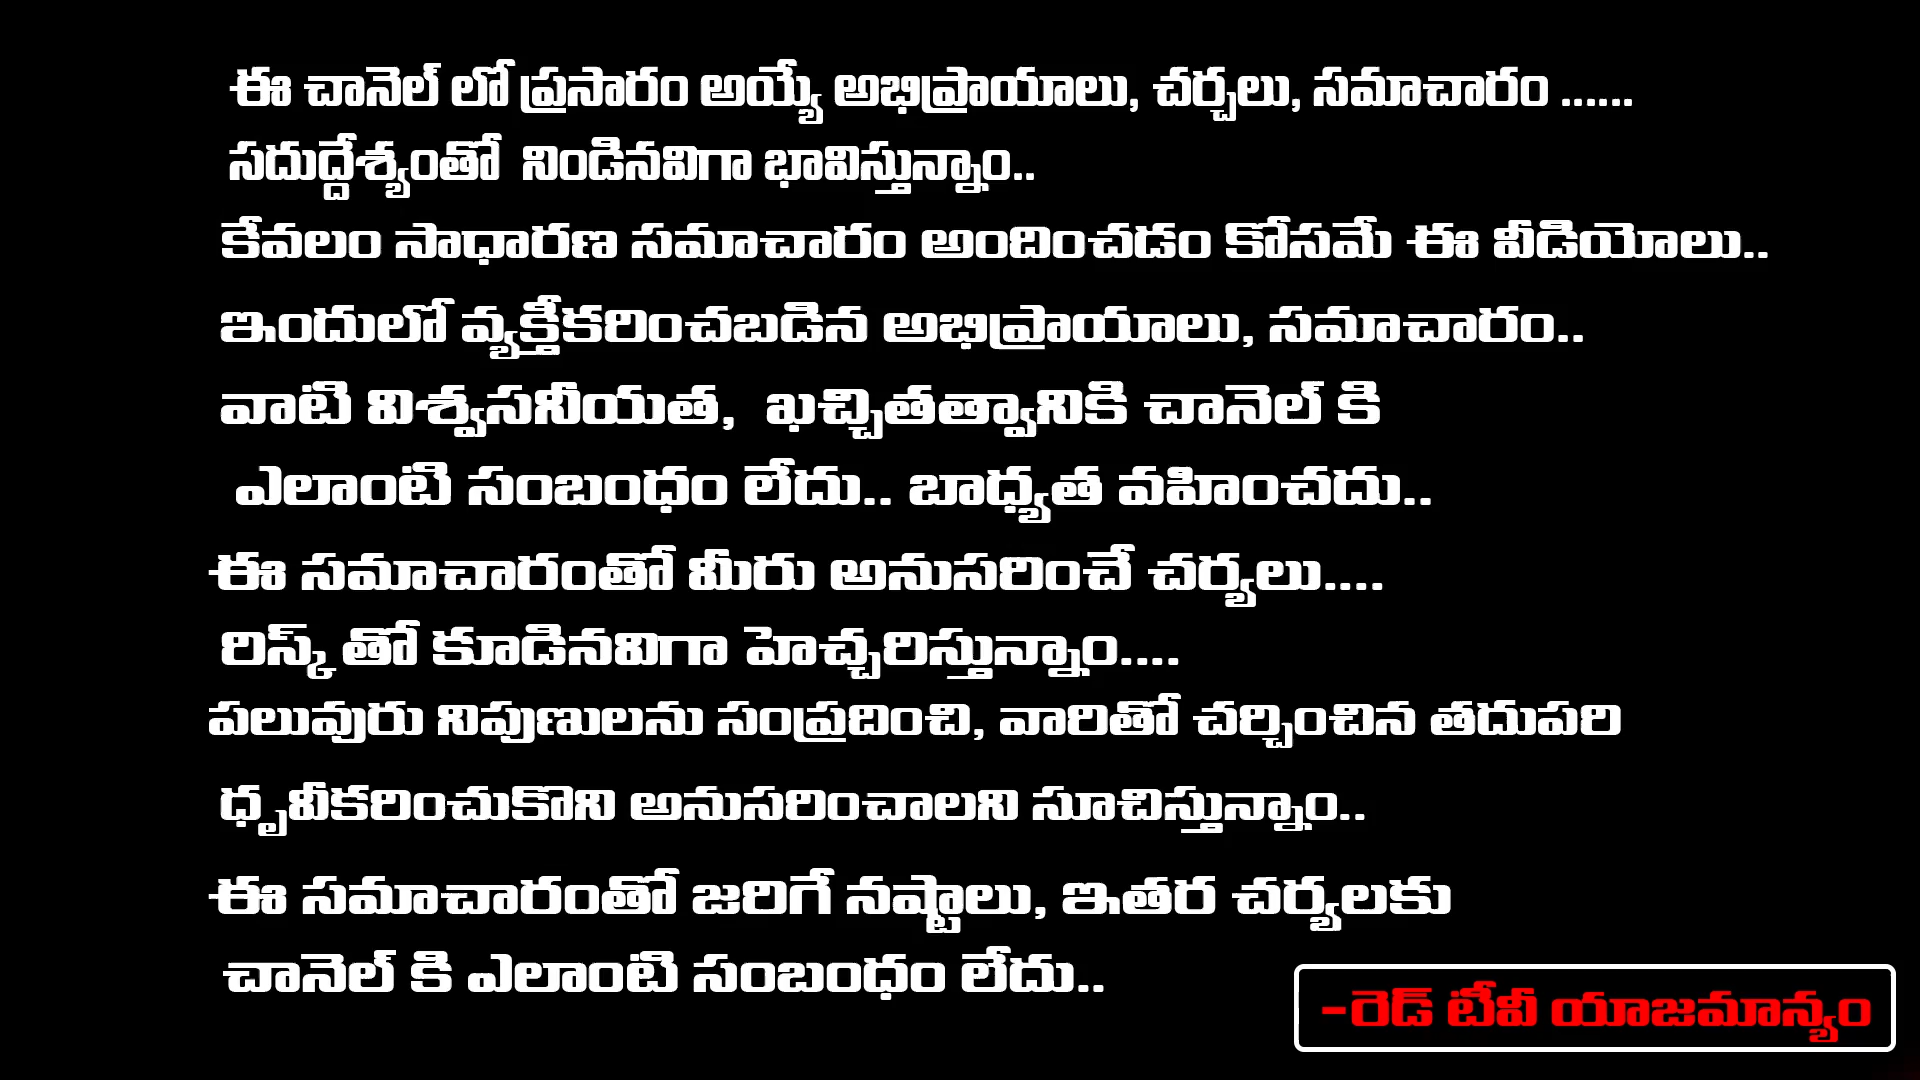 ఈ చానెల్ లో ప్రసారం అయ్యే అభిప్రాయాలు, చర్చలు, సమాచారం ......
సదుద్దేశ్యంతో నిండినవిగా భావిస్తున్నాం..
కేవలం సాధారణ సమాచారం అందించడం కోసమే ఈ వీడియోలు..
ఇందులో వ్యక్తీకరించబడిన అభిప్రాయాలు, సమాచారం..
వాటి విశ్వసనీయత, ఖచ్చితత్వానికి చానెల్ కి
ఎలాంటి సంబంధం లేదు.. బాధ్యత వహించదు..
ఈ సమాచారంతో మీరు అనుసరించే చర్యలు....
రిస్క్ తో కూడినవిగా హెచ్చరిస్తున్నాం....
పలువురు నిపుణులను సంప్రదించి, వారితో చర్చించిన తదుపరి
ధృవీకరించుకొని అనుసరించాలని సూచిస్తున్నాం..
ఈ సమాచారంతో జరిగే నష్టాలు, ఇతర చర్యలకు
చానెల్ కి ఎలాంటి సంబంధం లేదు..
-రెడ్ టీవీ యాజమాన్యం